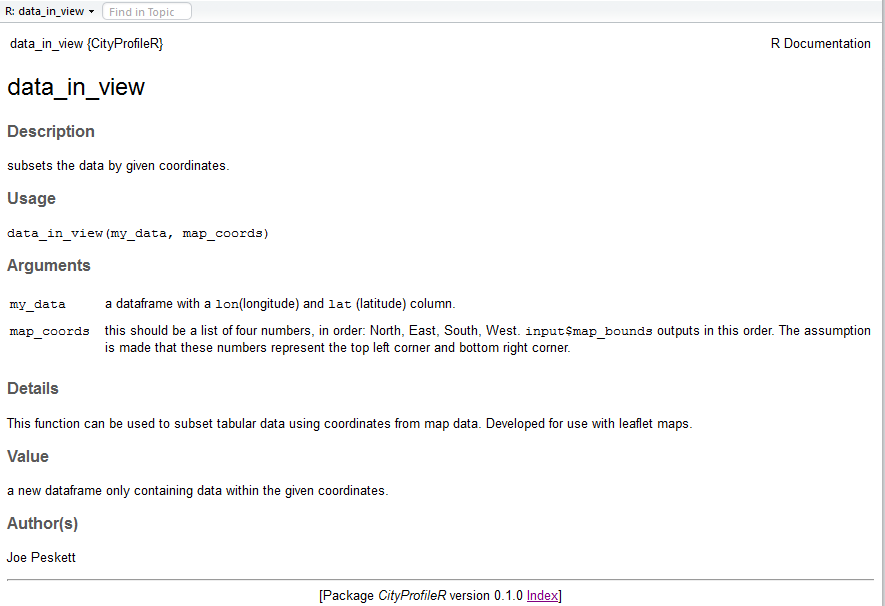 R: data_in_view Find in Topic
data_in_view {CityProfileR} R Documentation
data_in_view
Description
subsets the data by given coordinates.
Usage
data_in_view(my_data, map_coords)
Arguments
my_data a dataframe with a lon(longitude) and lat (latitude) column.
map_coords this should be a list of four numbers, in order: North, East, South, West. input$map_bounds outputs in this order. The assumption
is made that these numbers represent the top left corner and bottom right corner.
Details
This function can be used to subset tabular data using coordinates from map data. Developed for use with leaflet maps.
Value
a new dataframe only containing data within the given coordinates.
Author(s)
Joe Peskett
[Package CityProfileR version 0.1.0 Index]